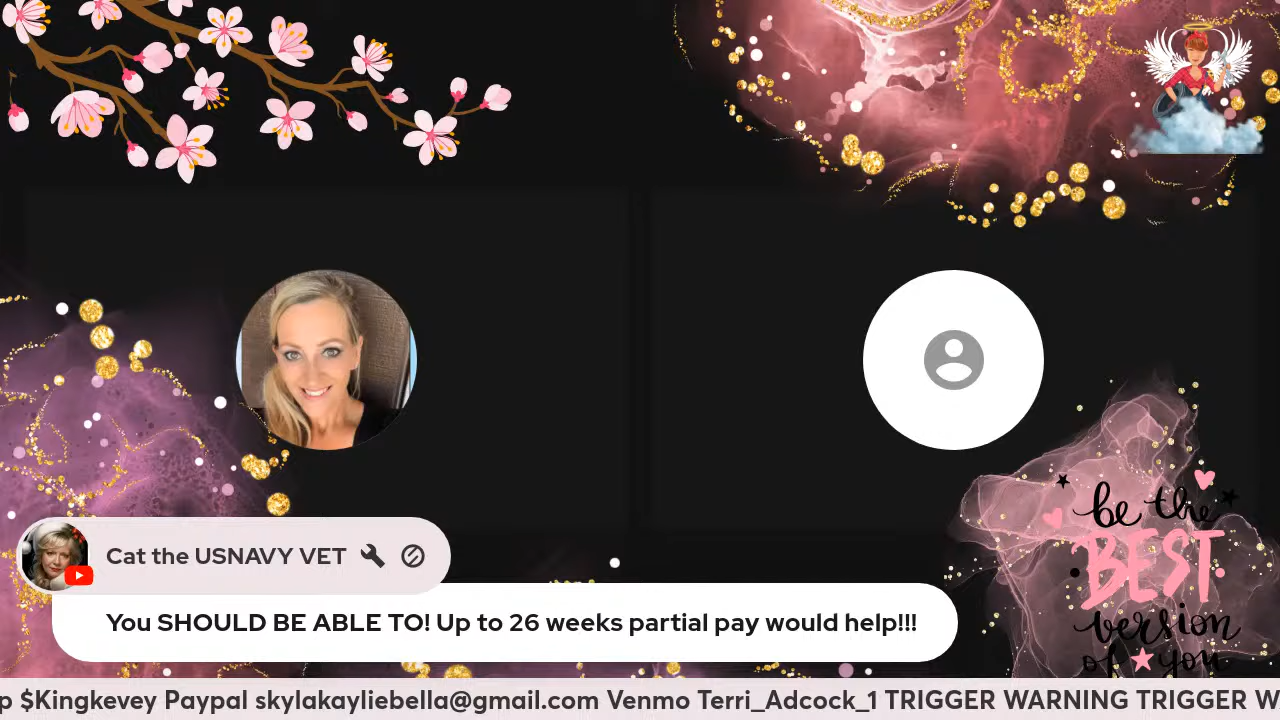 Cat the USNAVY VET
You SHOULD BE ABLE TO! Up to 26 weeks partial pay would help!!!
be the
BEST
version
of you
p $Kingkevey Paypal skylakayliebella@gmail.com Venmo Terri_Adcock_1 TRIGGER WARNING TRIGGER W